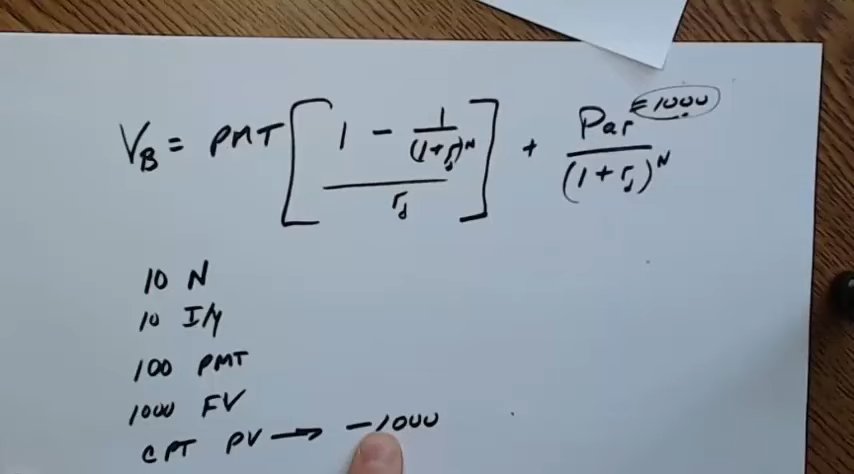 V_B = PMT [ (1 - 1/(1+r_d)^N) / r_d ] + Par = 1000 / (1+r_d)^N
10 N
10 I/Y
100 PMT
1000 FV
CPT PV → -1000